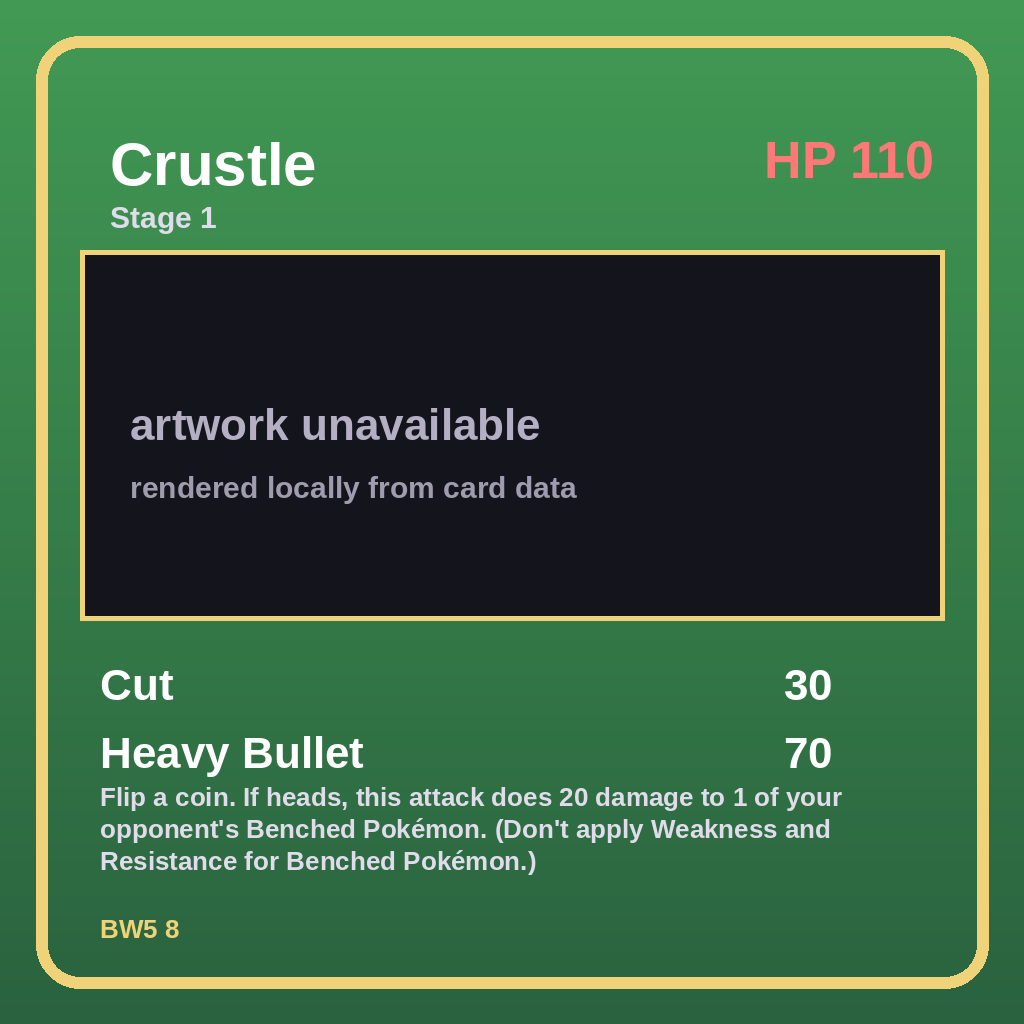 Crustle
HP 110
Stage 1
artwork unavailable
rendered locally from card data
Cut 30
Heavy Bullet 70
Flip a coin. If heads, this attack does 20 damage to 1 of your
opponent's Benched Pokémon. (Don't apply Weakness and
Resistance for Benched Pokémon.)
BW5 8